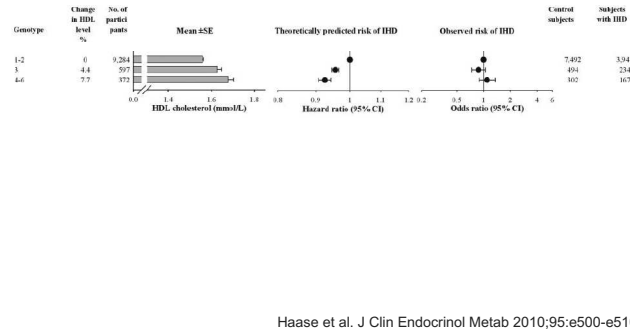 Change in HDL level %
No. of partici pants
Control subjects
Subjects with IHD
Genotype
Mean ±SE
Theoretically predicted risk of IHD
Observed risk of IHD
1-2 0 9,284 7,492 3,94
3 4.4 597 494 234
4-6 7.7 372 302 167
0.0 1.4 1.6 1.8 0.8 0.9 1 1.2 0.2 0.5 1 2 4 6
HDL cholesterol (mmol/L) Hazard ratio (95% CI) Odds ratio (95% CI)
Haase et al. J Clin Endocrinol Metab 2010;95:e500-e51